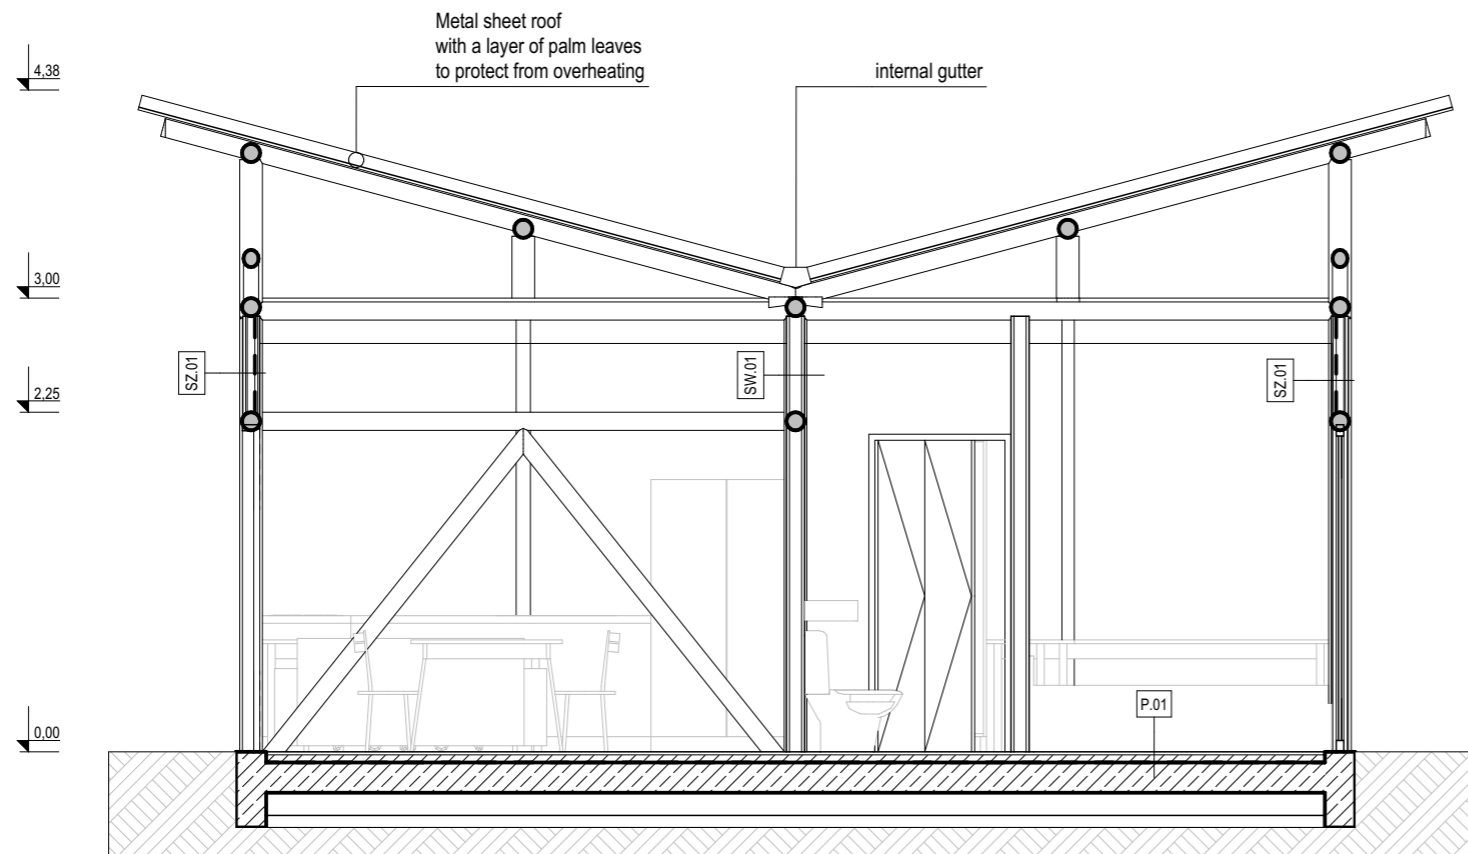 Metal sheet roof
with a layer of palm leaves
to protect from overheating
internal gutter
4,38
3,00
SZ.01
SW.01
SZ.01
2,25
P.01
0,00